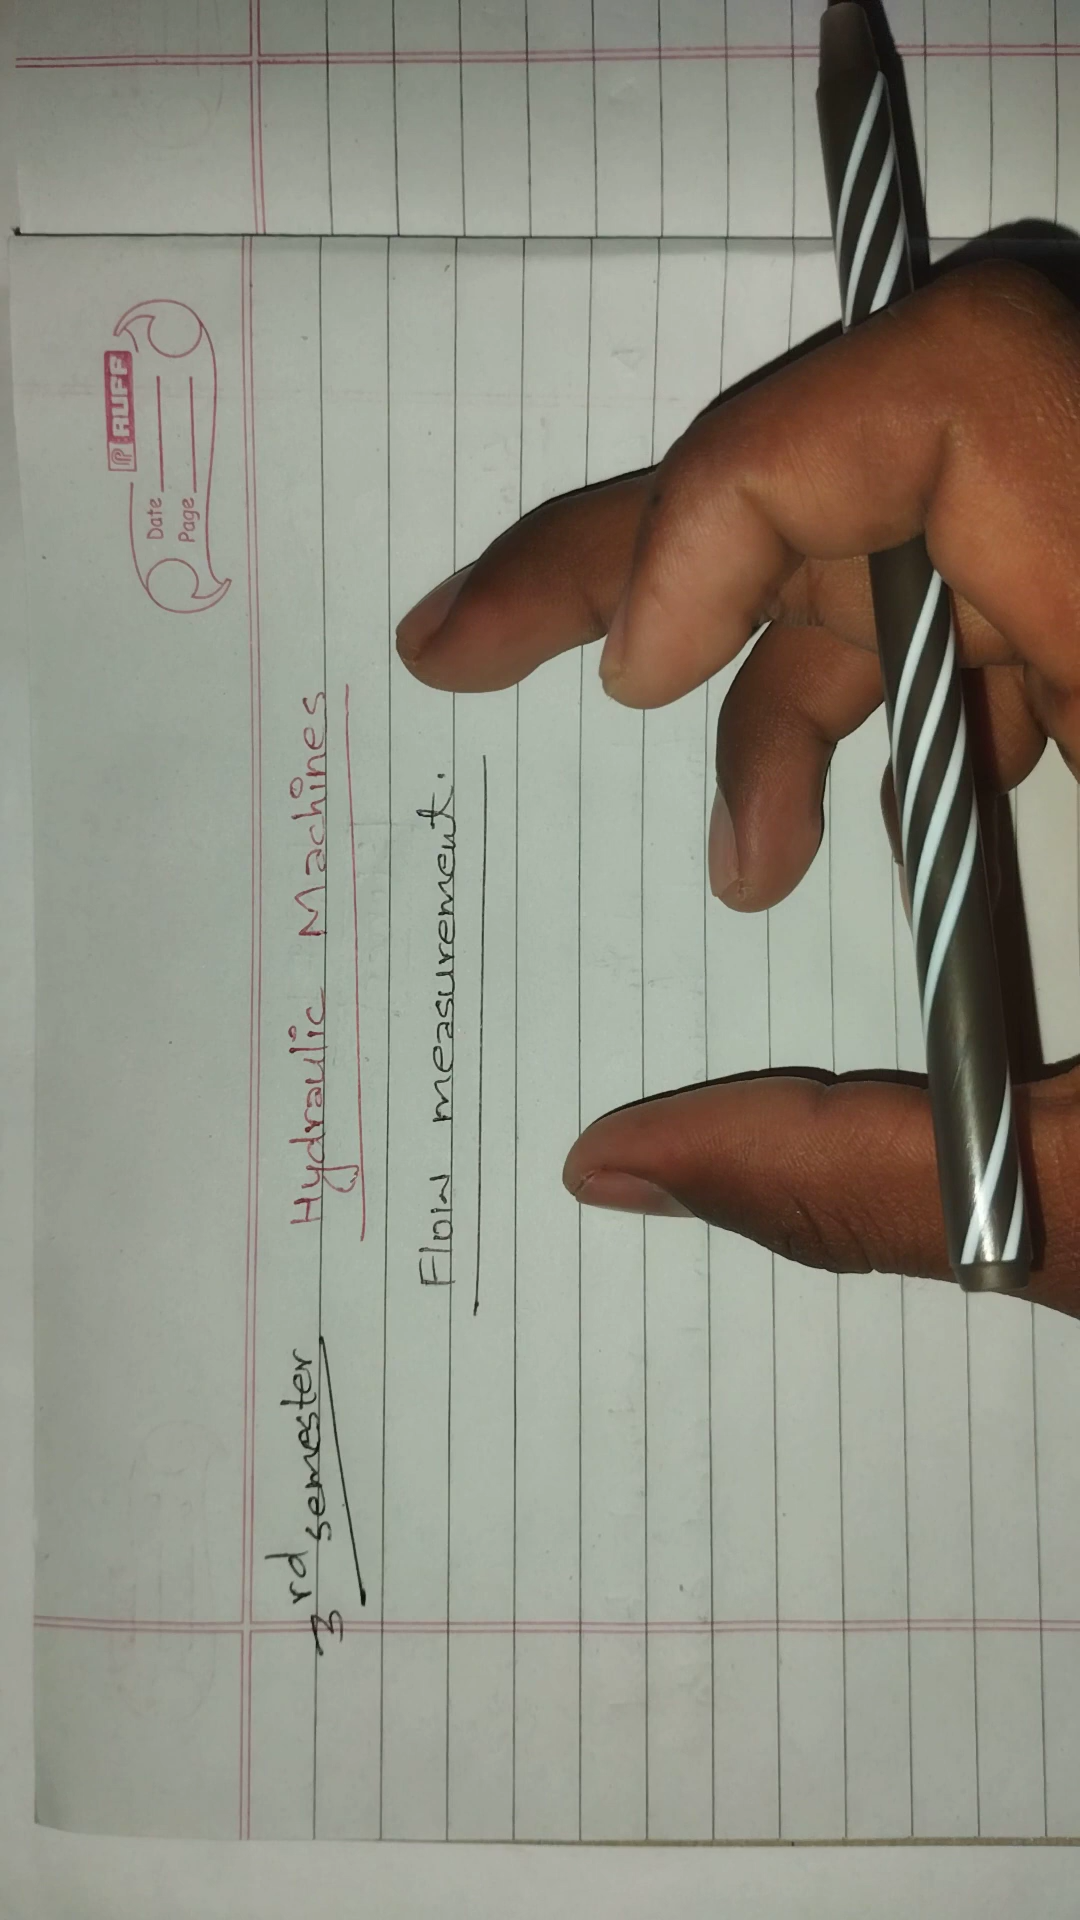 RUFF
Date
Page
3rd semester Hydraulic Machines
Flow measurement.